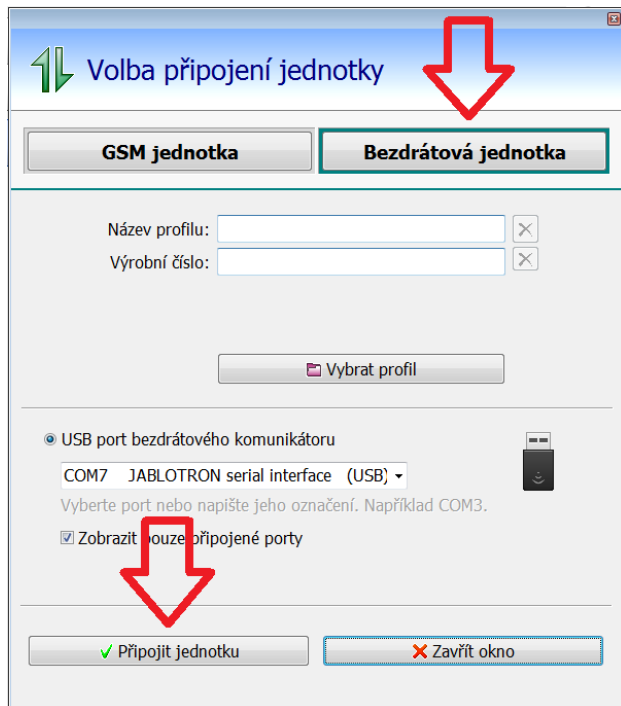 Volba připojení jednotky
GSM jednotka
Bezdrátová jednotka
Název profilu:
Výrobní číslo:
Vybrat profil
USB port bezdrátového komunikátoru
COM7 JABLOTRON serial interface (USB)
Vyberte port nebo napište jeho označení. Například COM3.
Zobrazit pouze připojené porty
Připojit jednotku
Zavřít okno